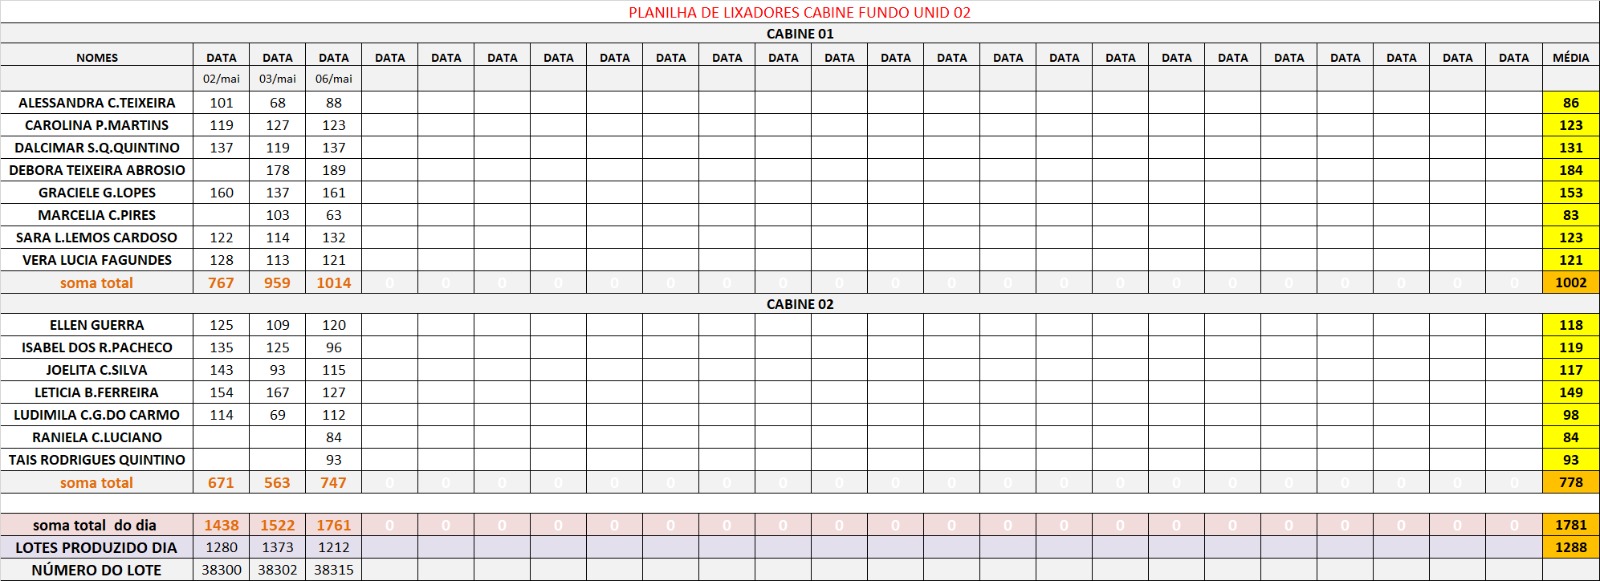 PLANILHA DE LIXADORES CABINE FUNDO UNID 02
CABINE 01
NOMES DATA DATA DATA DATA DATA DATA DATA DATA DATA DATA DATA DATA DATA DATA DATA DATA DATA DATA DATA DATA DATA DATA DATA DATA MÉDIA
02/mai 03/mai 06/mai
ALESSANDRA C.TEIXEIRA 101 68 88 86
CAROLINA P.MARTINS 119 127 123 123
DALCIMAR S.Q.QUINTINO 137 119 137 131
DEBORA TEIXEIRA ABROSIO 178 189 184
GRACIELE G.LOPES 160 137 161 153
MARCELIA C.PIRES 103 63 83
SARA L.LEMOS CARDOSO 122 114 132 123
VERA LUCIA FAGUNDES 128 113 121 121
soma total 767 959 1014 0 0 0 0 0 0 0 0 0 0 0 0 0 0 0 0 0 0 0 0 0 1002
CABINE 02
ELLEN GUERRA 125 109 120 118
ISABEL DOS R.PACHECO 135 125 96 119
JOELITA C.SILVA 143 93 115 117
LETICIA B.FERREIRA 154 167 127 149
LUDIMILA C.G.DO CARMO 114 69 112 98
RANIELA C.LUCIANO 84 84
TAIS RODRIGUES QUINTINO 93 93
soma total 671 563 747 0 0 0 0 0 0 0 0 0 0 0 0 0 0 0 0 0 0 0 0 0 778
soma total do dia 1438 1522 1761 0 0 0 0 0 0 0 0 0 0 0 0 0 0 0 0 0 0 0 0 0 1781
LOTES PRODUZIDO DIA 1280 1373 1212 1288
NÚMERO DO LOTE 38300 38302 38315